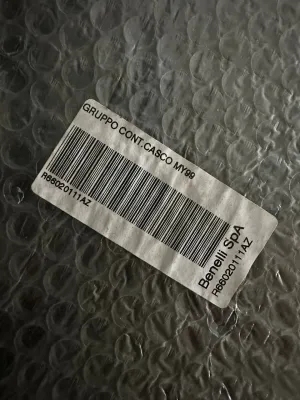 GRUPPO CONT.CASCO MY99
R66020111AZ
Benelli SpA
R66020111AZ